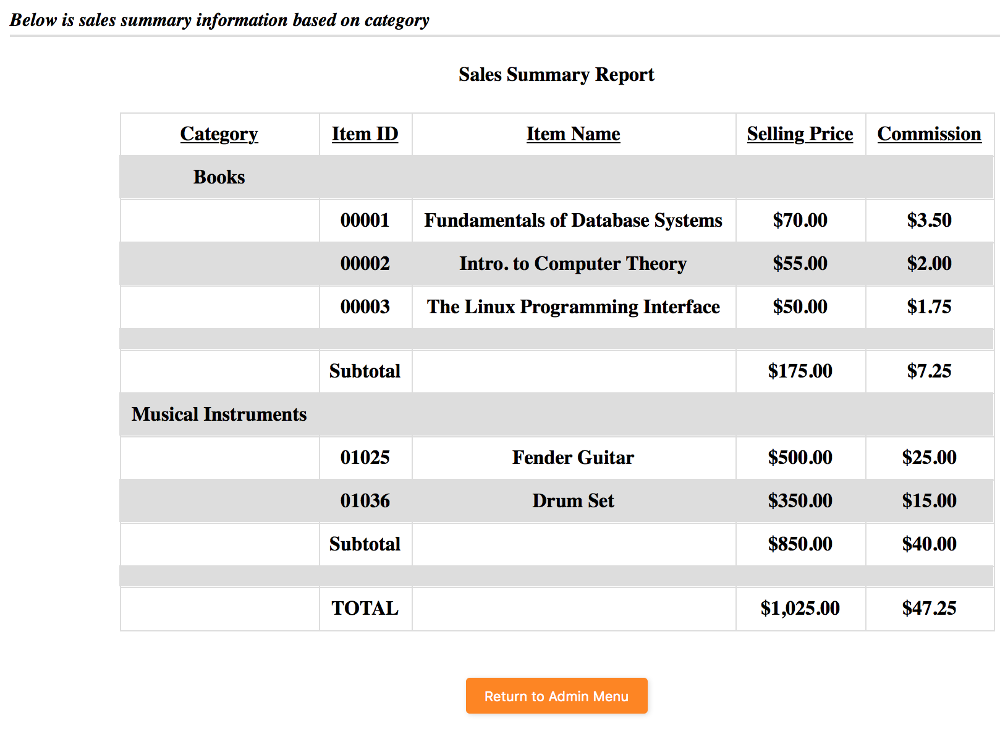 Below is sales summary information based on category
Sales Summary Report
Category Item ID Item Name Selling Price Commission
Books
00001 Fundamentals of Database Systems $70.00 $3.50
00002 Intro. to Computer Theory $55.00 $2.00
00003 The Linux Programming Interface $50.00 $1.75
Subtotal $175.00 $7.25
Musical Instruments
01025 Fender Guitar $500.00 $25.00
01036 Drum Set $350.00 $15.00
Subtotal $850.00 $40.00
TOTAL $1,025.00 $47.25
Return to Admin Menu